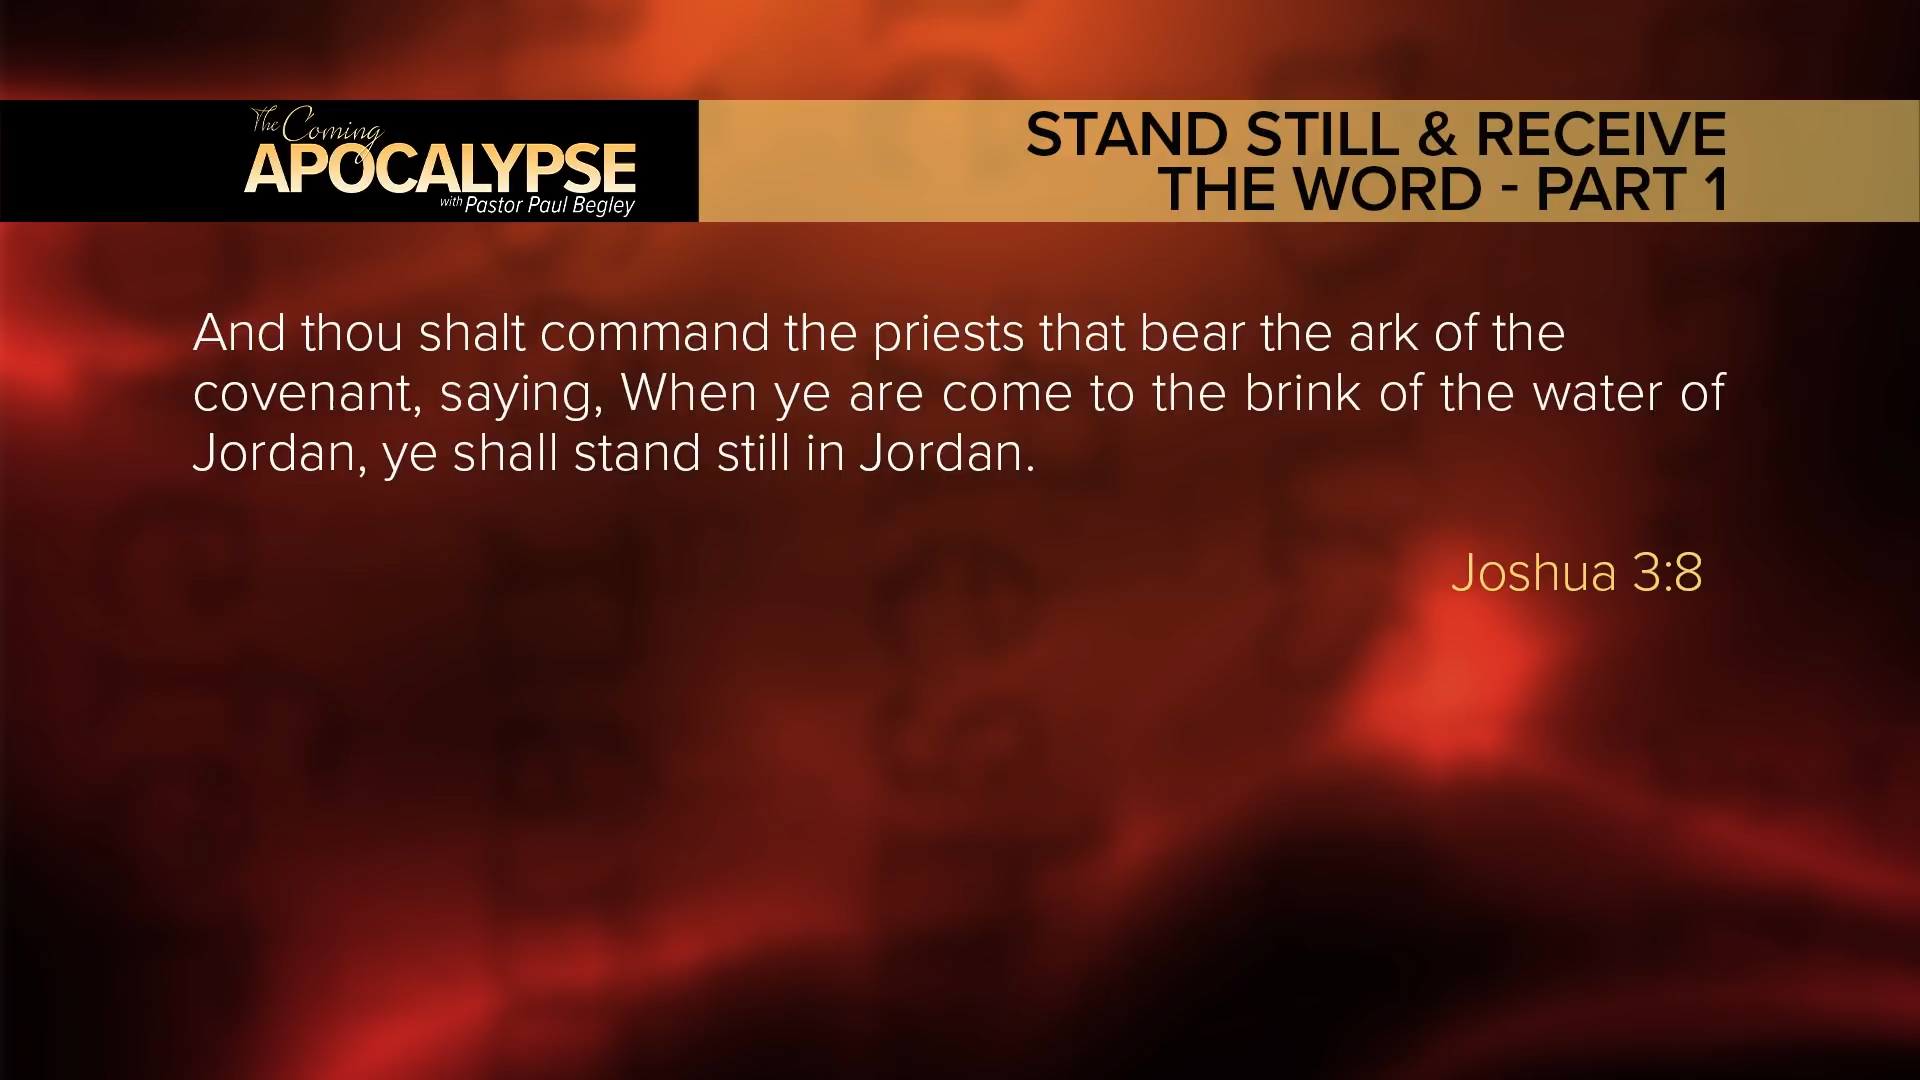 The Coming
APOCALYPSE
with Pastor Paul Begley
STAND STILL & RECEIVE
THE WORD - PART 1
And thou shalt command the priests that bear the ark of the
covenant, saying, When ye are come to the brink of the water of
Jordan, ye shall stand still in Jordan.
Joshua 3:8